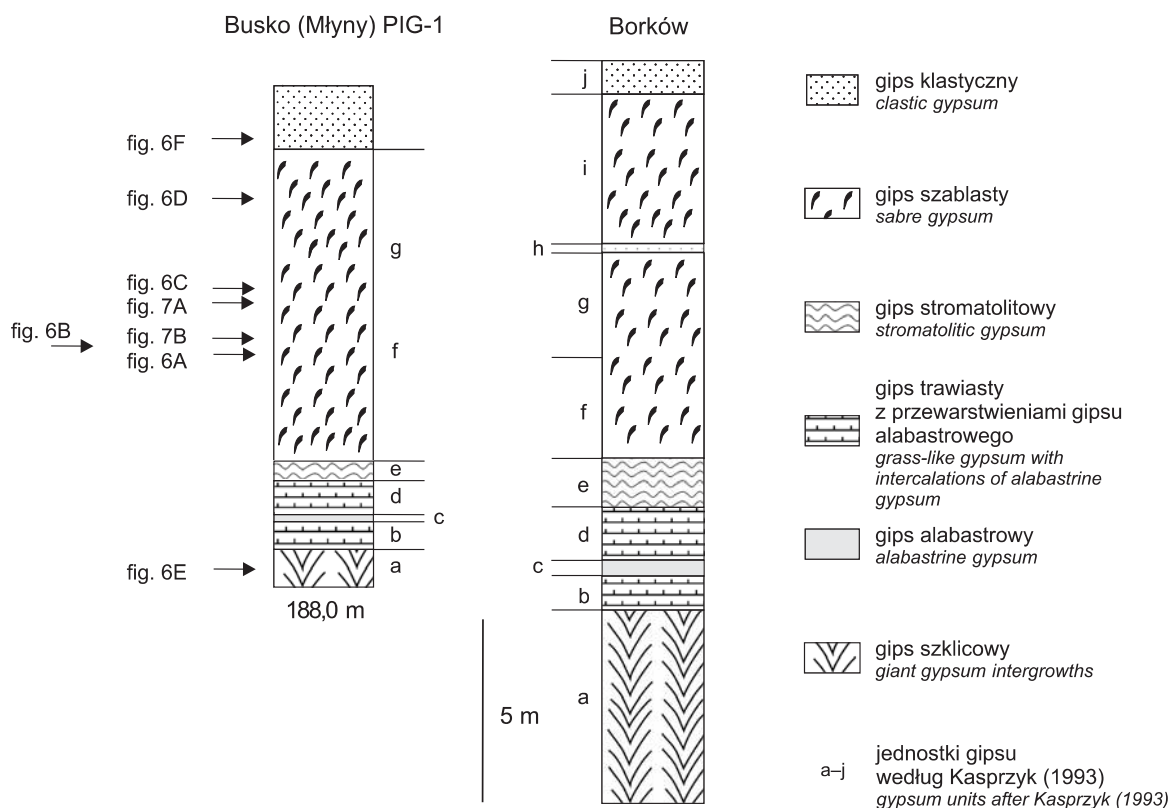 Busko (Młyny) PIG-1
fig. 6F
fig. 6D
fig. 6C
fig. 7A
fig. 6B
fig. 7B
fig. 6A
fig. 6E
g
f
e
d
c
b
a
188,0 m
5 m
Borków
j
i
h
g
f
e
d
c
b
a
gips klastyczny
clastic gypsum
gips szablasty
sabre gypsum
gips stromatolitowy
stromatolitic gypsum
gips trawiasty
z przewarstwieniami gipsu
alabastrowego
grass-like gypsum with
intercalations of alabastrine
gypsum
gips alabastrowy
alabastrine gypsum
gips szklicowy
giant gypsum intergrowths
a–j
jednostki gipsu
według Kasprzyk (1993)
gypsum units after Kasprzyk (1993)